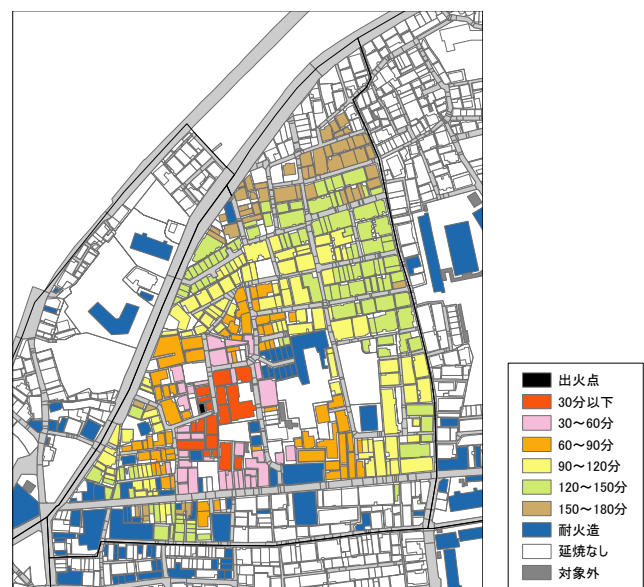 出火点
30分以下
30～60分
60～90分
90～120分
120～150分
150～180分
耐火造
延焼なし
対象外